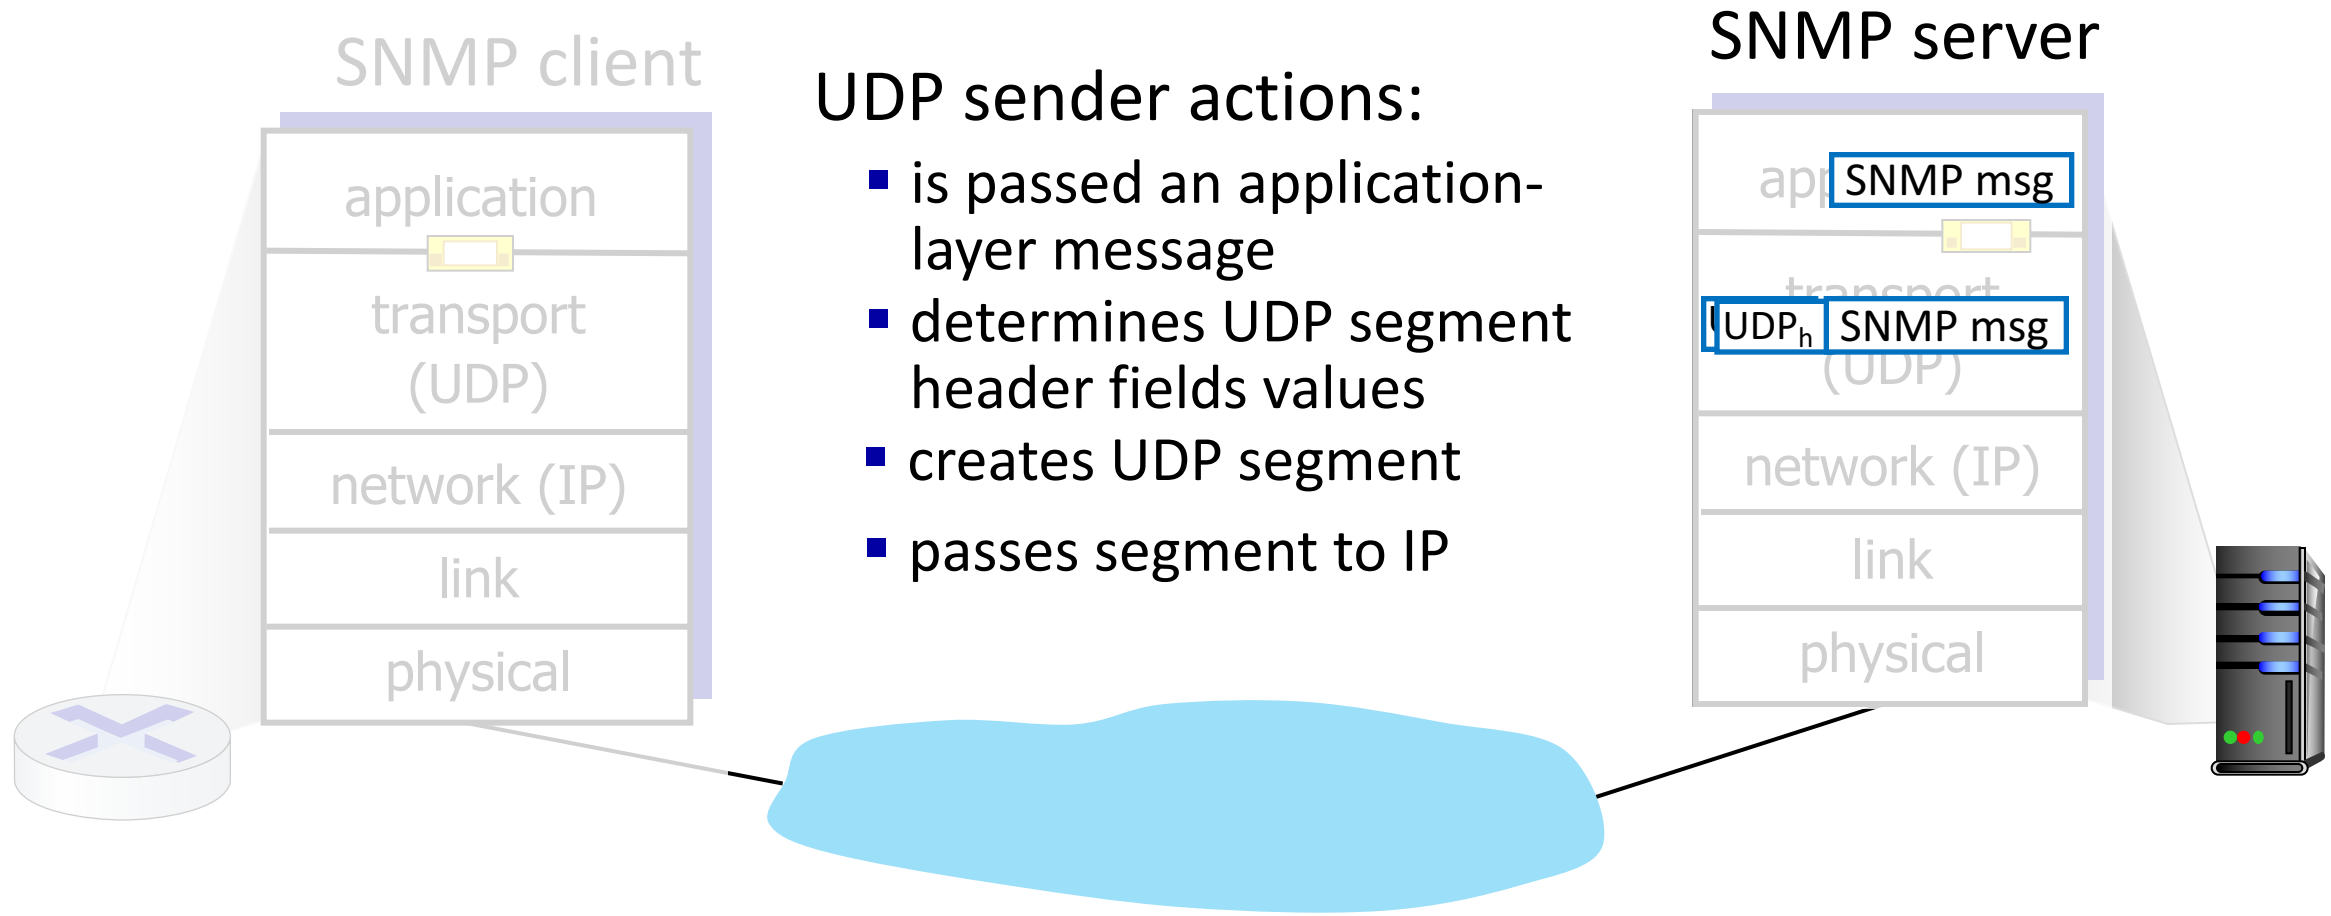 SNMP client
application
transport
(UDP)
network (IP)
link
physical
UDP sender actions:
is passed an application-
layer message
determines UDP segment
header fields values
creates UDP segment
passes segment to IP
SNMP server
SNMP msg
transport
UDPh SNMP msg
(UDP)
network (IP)
link
physical